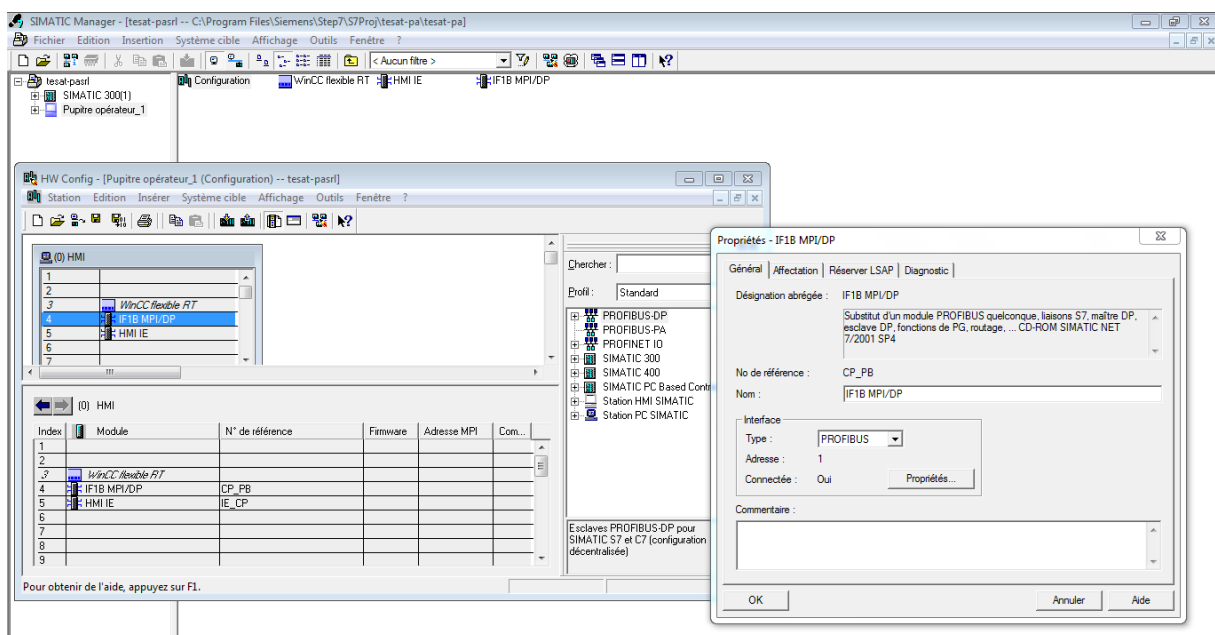 SIMATIC Manager - [tesat-pasrl -- C:\Program Files\Siemens\Step7\S7Proj\tesat-pa\tesat-pa]
Fichier Edition Insertion Système cible Affichage Outils Fenêtre ?
< Aucun filtre >
tesat-pasrl
SIMATIC 300(1)
Pupitre opérateur_1
Configuration WinCC flexible RT HMI IE IF1B MPI/DP
HW Config - [Pupitre opérateur_1 (Configuration) -- tesat-pasrl]
Station Edition Insérer Système cible Affichage Outils Fenêtre ?
(0) HMI
1
2
3 WinCC flexible RT
4 IF1B MPI/DP
5 HMI IE
6
7
Chercher :
Profil : Standard
PROFIBUS-DP
PROFIBUS-PA
PROFINET IO
SIMATIC 300
SIMATIC 400
SIMATIC PC Based Contr
Station HMI SIMATIC
Station PC SIMATIC
(0) HMI
Index Module N° de référence Firmware Adresse MPI Com...
1
2
3 WinCC flexible RT
4 IF1B MPI/DP CP_PB
5 HMI IE IE_CP
6
7
8
9
Esclaves PROFIBUS-DP pour
SIMATIC S7 et C7 (configuration
décentralisée)
Pour obtenir de l'aide, appuyez sur F1.
Propriétés - IF1B MPI/DP
Général Affectation Réserver LSAP Diagnostic
Désignation abrégée : IF1B MPI/DP
Substitut d'un module PROFIBUS quelconque, liaisons S7, maître DP,
esclave DP, fonctions de PG, routage, ... CD-ROM SIMATIC NET
7/2001 SP4
No de référence : CP_PB
Nom : IF1B MPI/DP
Interface
Type : PROFIBUS
Adresse : 1
Connectée : Oui Propriétés...
Commentaire :
OK Annuler Aide